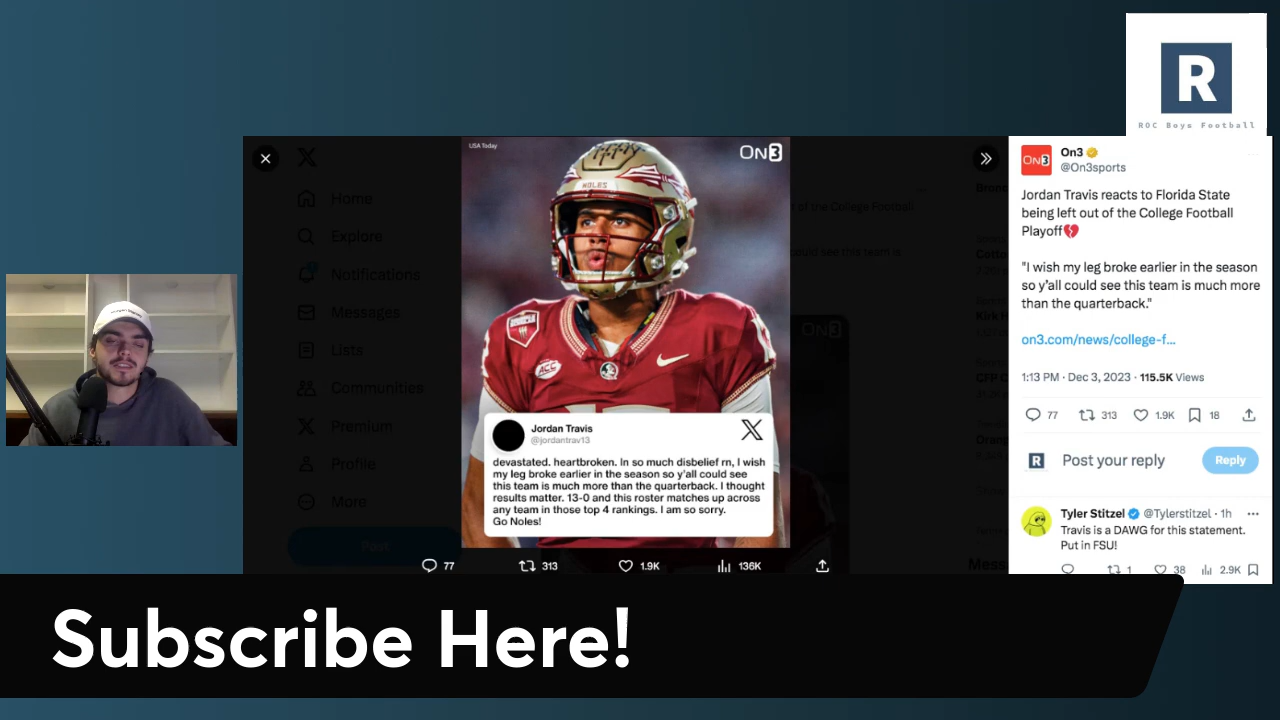 R
ROC Boys Football
USA Today
ON3
NOLES
ACC
Home
Explore
Notifications
Messages
Lists
Communities
Premium
Profile
More
Post
Jordan Travis
@jordantrav13
devastated. heartbroken. In so much disbelief rn, I wish
my leg broke earlier in the season so y'all could see
this team is much more than the quarterback. I thought
results matter. 13-0 and this roster matches up across
any team in those top 4 rankings. I am so sorry.
Go Noles!
77 313 1.9K 136K
ON3
On3
@On3sports
Jordan Travis reacts to Florida State
being left out of the College Football
Playoff💔
"I wish my leg broke earlier in the season
so y'all could see this team is much more
than the quarterback."
on3.com/news/college-f...
1:13 PM · Dec 3, 2023 · 115.5K Views
77 313 1.9K 18
R Post your reply Reply
Tyler Stitzel @Tylerstitzel · 1h
Travis is a DAWG for this statement.
Put in FSU!
1 38 2.9K
Subscribe Here!